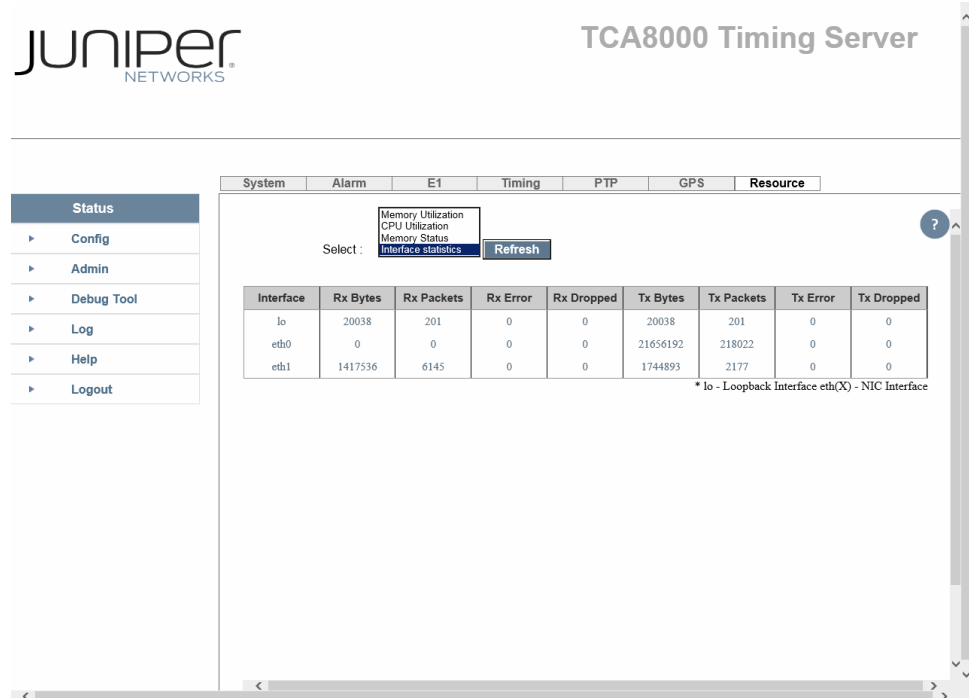 JUNIPER
NETWORKS
TCA8000 Timing Server
System Alarm E1 Timing PTP GPS Resource
Status
Config
Admin
Debug Tool
Log
Help
Logout
?
Memory Utilization
CPU Utilization
Memory Status
Select : Interface statistics Refresh
Interface Rx Bytes Rx Packets Rx Error Rx Dropped Tx Bytes Tx Packets Tx Error Tx Dropped
lo 20038 201 0 0 20038 201 0 0
eth0 0 0 0 0 21656192 218022 0 0
eth1 1417536 6145 0 0 1744893 2177 0 0
* lo - Loopback Interface eth(X) - NIC Interface